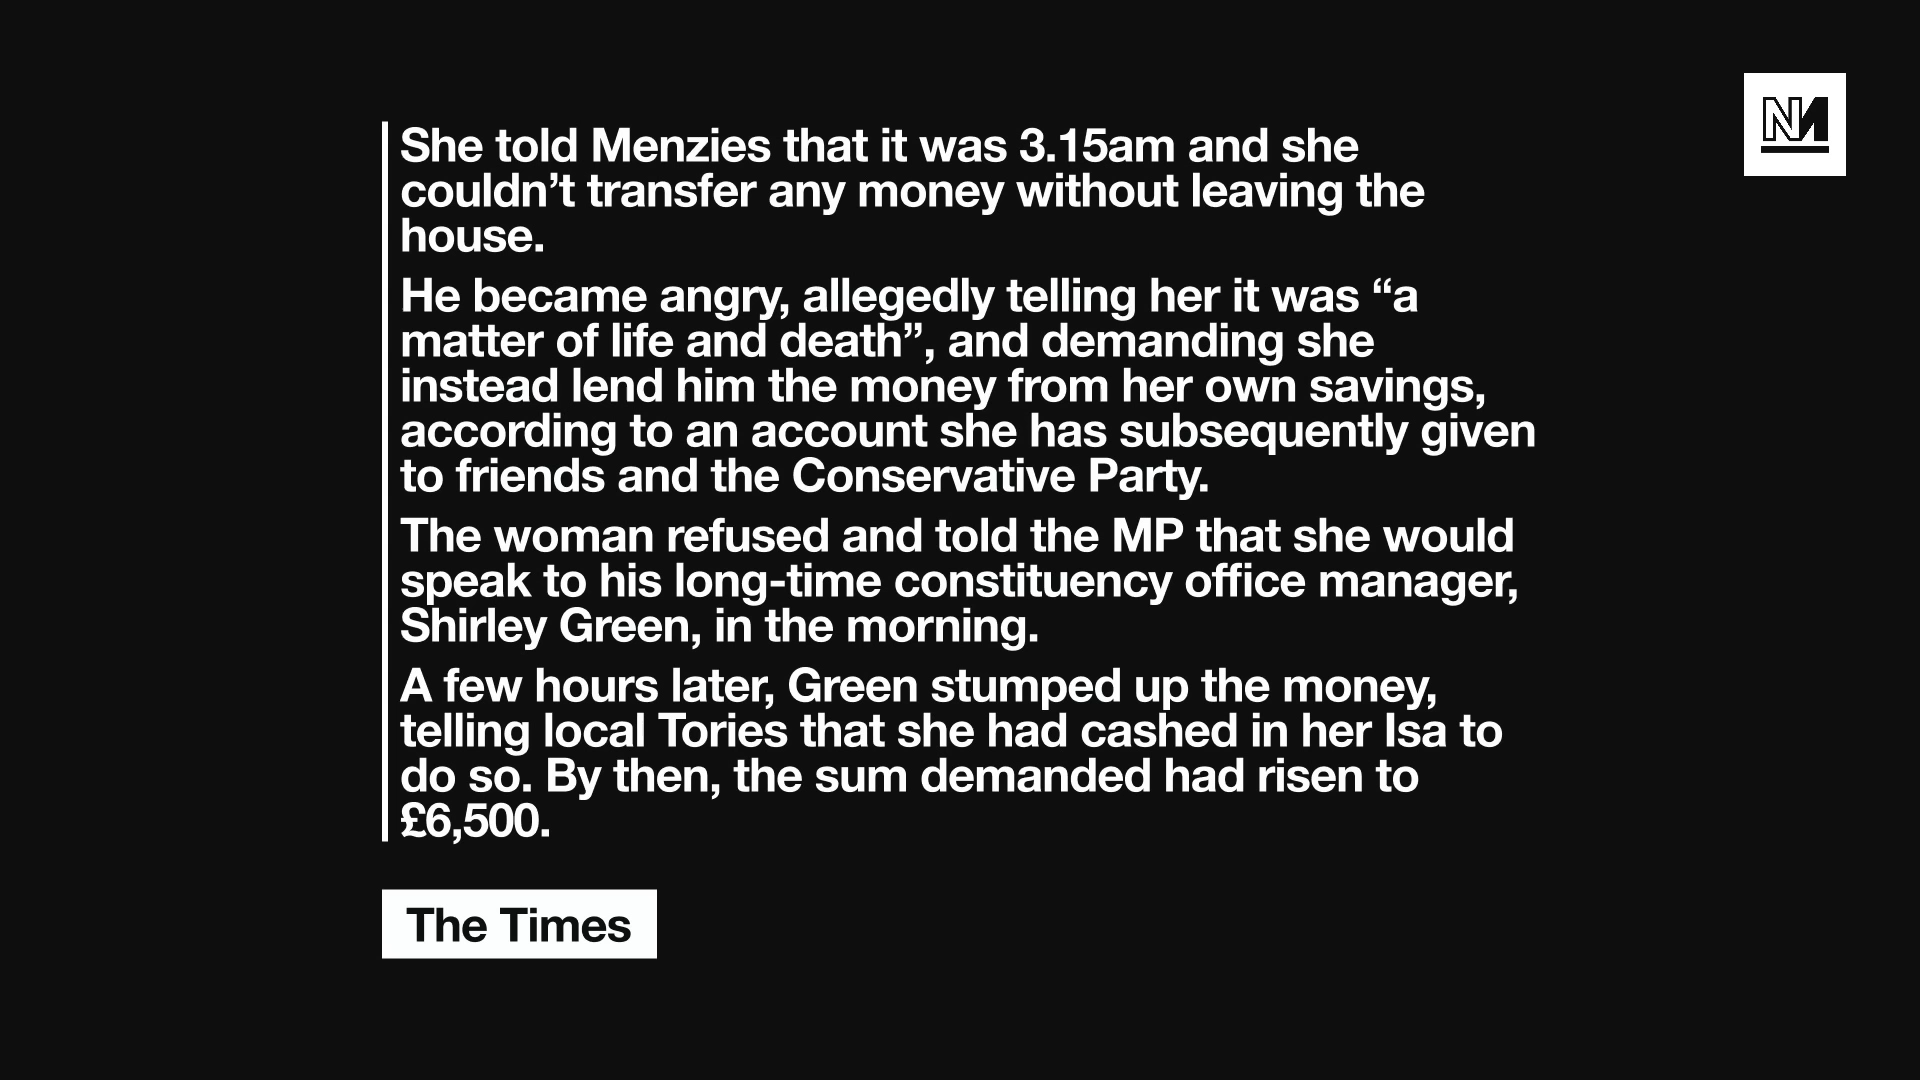 She told Menzies that it was 3.15am and she
couldn’t transfer any money without leaving the
house.
He became angry, allegedly telling her it was “a
matter of life and death”, and demanding she
instead lend him the money from her own savings,
according to an account she has subsequently given
to friends and the Conservative Party.
The woman refused and told the MP that she would
speak to his long-time constituency office manager,
Shirley Green, in the morning.
A few hours later, Green stumped up the money,
telling local Tories that she had cashed in her Isa to
do so. By then, the sum demanded had risen to
£6,500.
The Times
NM